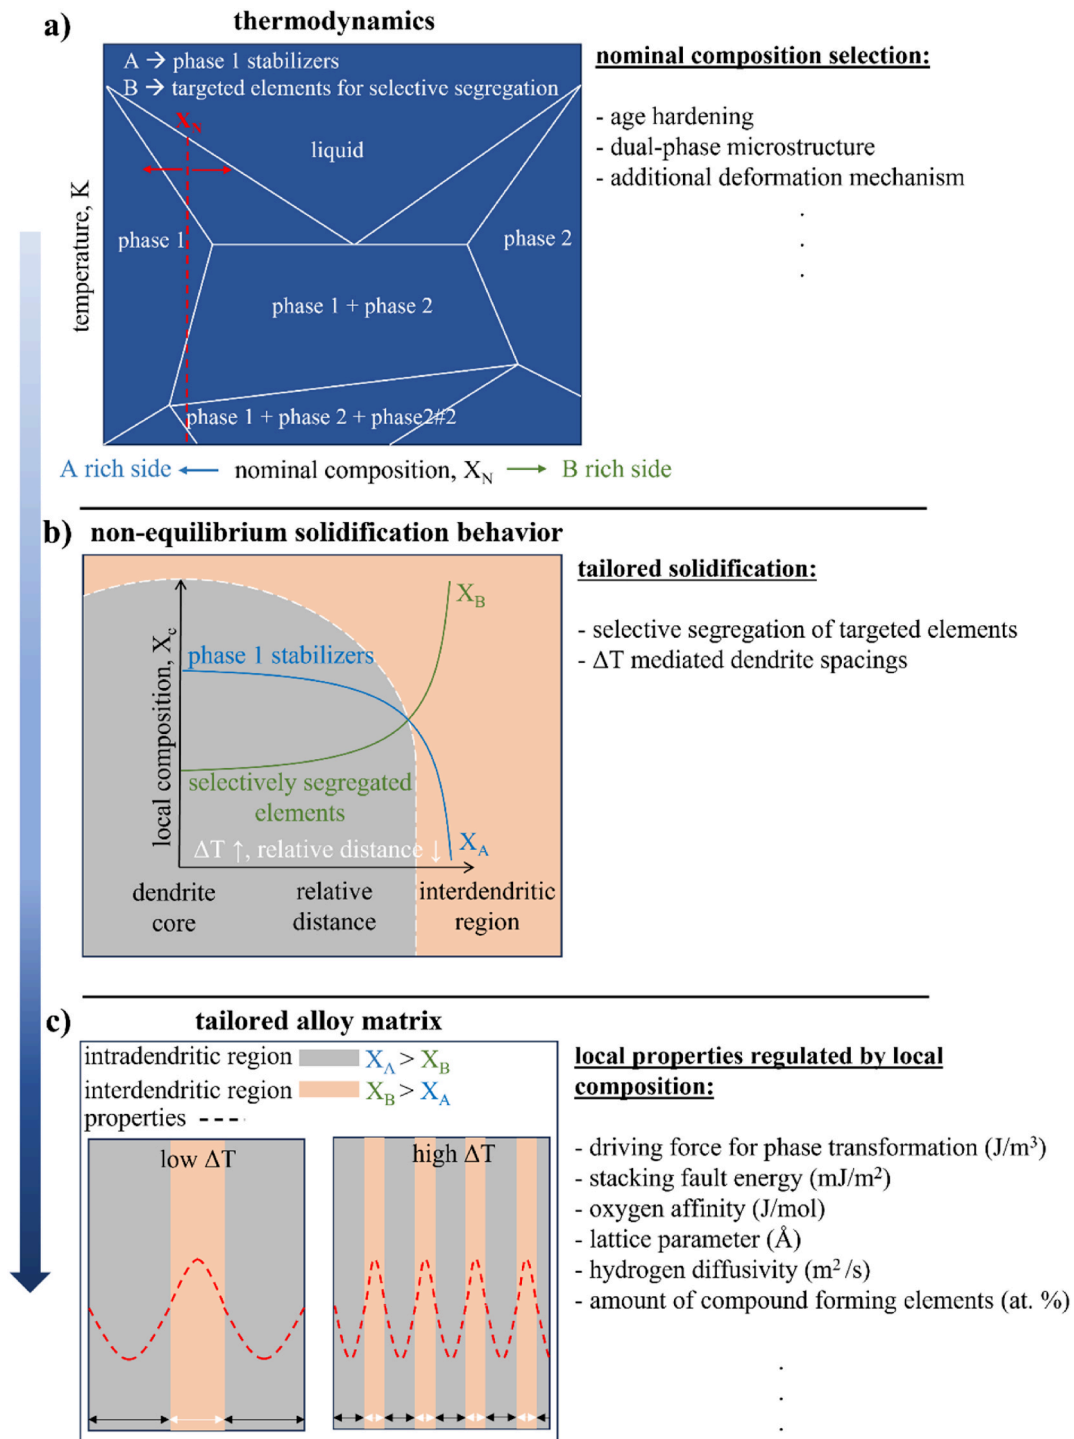 a)
thermodynamics
A → phase 1 stabilizers
B → targeted elements for selective segregation
X_N
liquid
phase 1
phase 2
phase 1 + phase 2
phase 1 + phase 2 + phase2#2
temperature, K
A rich side ← nominal composition, X_N → B rich side
nominal composition selection:
- age hardening
- dual-phase microstructure
- additional deformation mechanism
.
.
.
b) non-equilibrium solidification behavior
local composition, X_c
X_B
phase 1 stabilizers
selectively segregated
elements
ΔT ↑, relative distance ↓
X_A
dendrite
core
relative
distance
interdendritic
region
tailored solidification:
- selective segregation of targeted elements
- ΔT mediated dendrite spacings
c)
tailored alloy matrix
intradendritic region X_A > X_B
interdendritic region X_B > X_A
properties
low ΔT
high ΔT
local properties regulated by local
composition:
- driving force for phase transformation (J/m³)
- stacking fault energy (mJ/m²)
- oxygen affinity (J/mol)
- lattice parameter (Å)
- hydrogen diffusivity (m²/s)
- amount of compound forming elements (at. %)
.
.
.